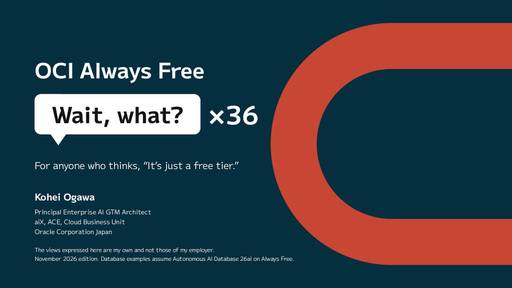 OCI Always Free
Wait, what? ×36
For anyone who thinks, “It’s just a free tier.”
Kohei Ogawa
Principal Enterprise AI GTM Architect
aiX, ACE, Cloud Business Unit
Oracle Corporation Japan
The views expressed here are my own and not those of my employer.
November 2026 edition. Database examples assume Autonomous AI Database 26ai on Always Free.